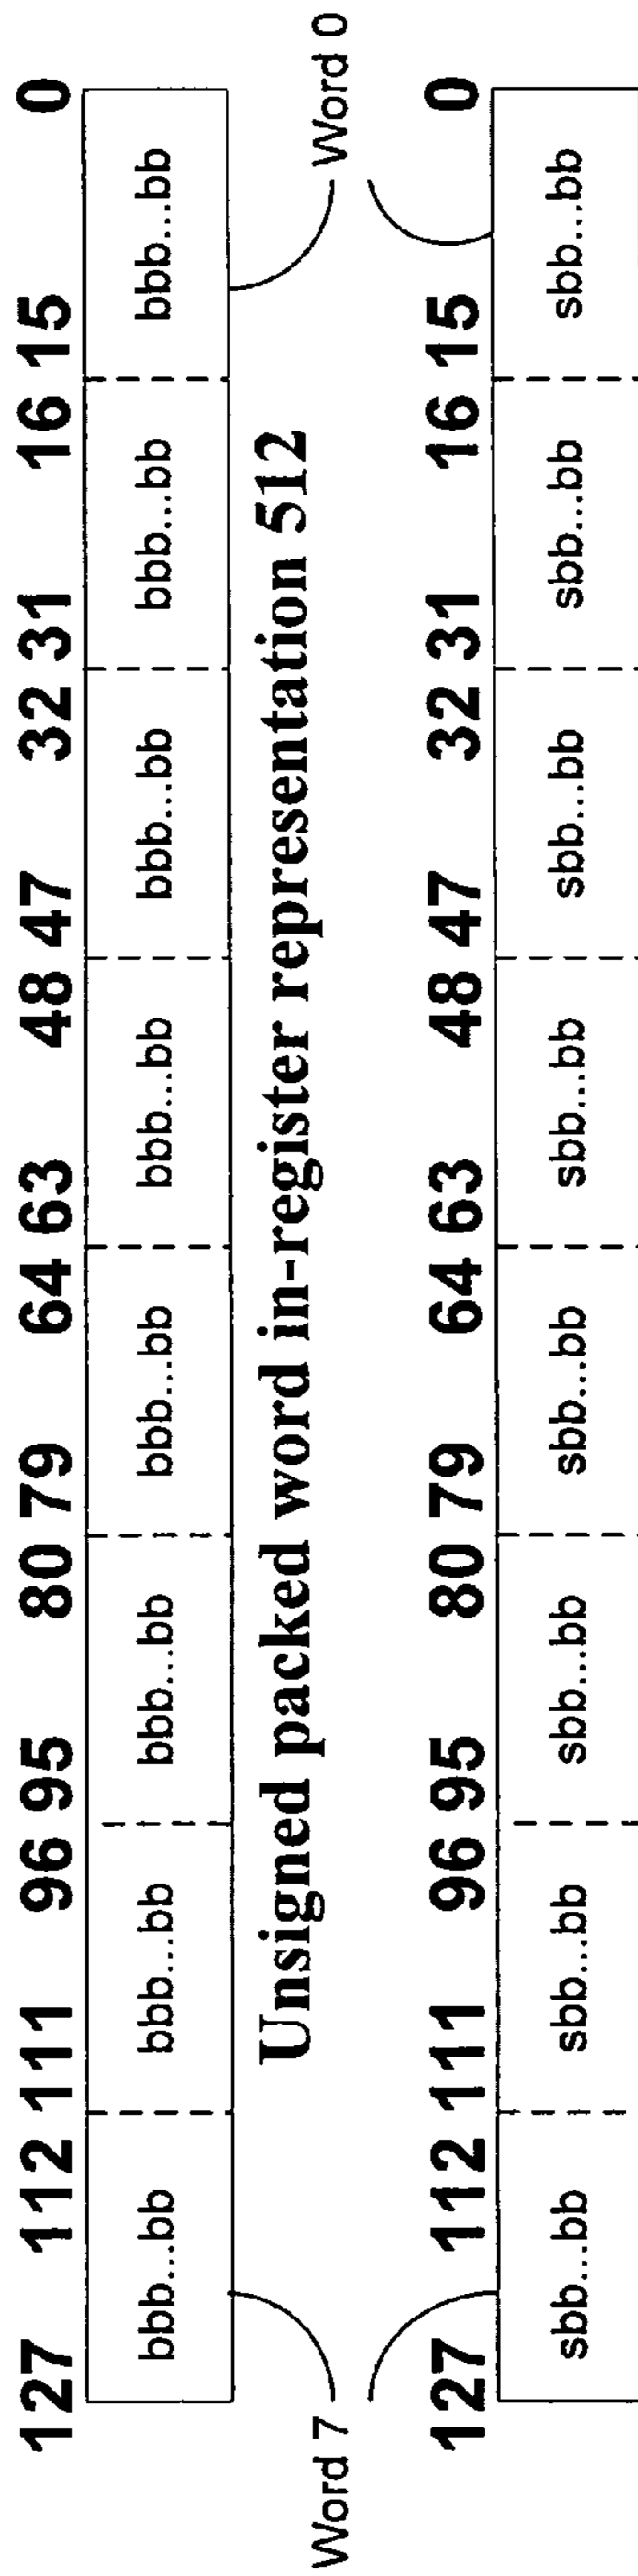 127 112 111 96 95 80 79 64 63 48 47 32 31 16 15 0
bbb...bb bbb...bb bbb...bb bbb...bb bbb...bb bbb...bb bbb...bb bbb...bb
Unsigned packed word in-register representation 512
Word 7 Word 0
127 112 111 96 95 80 79 64 63 48 47 32 31 16 15 0
sbb...bb sbb...bb sbb...bb sbb...bb sbb...bb sbb...bb sbb...bb sbb...bb